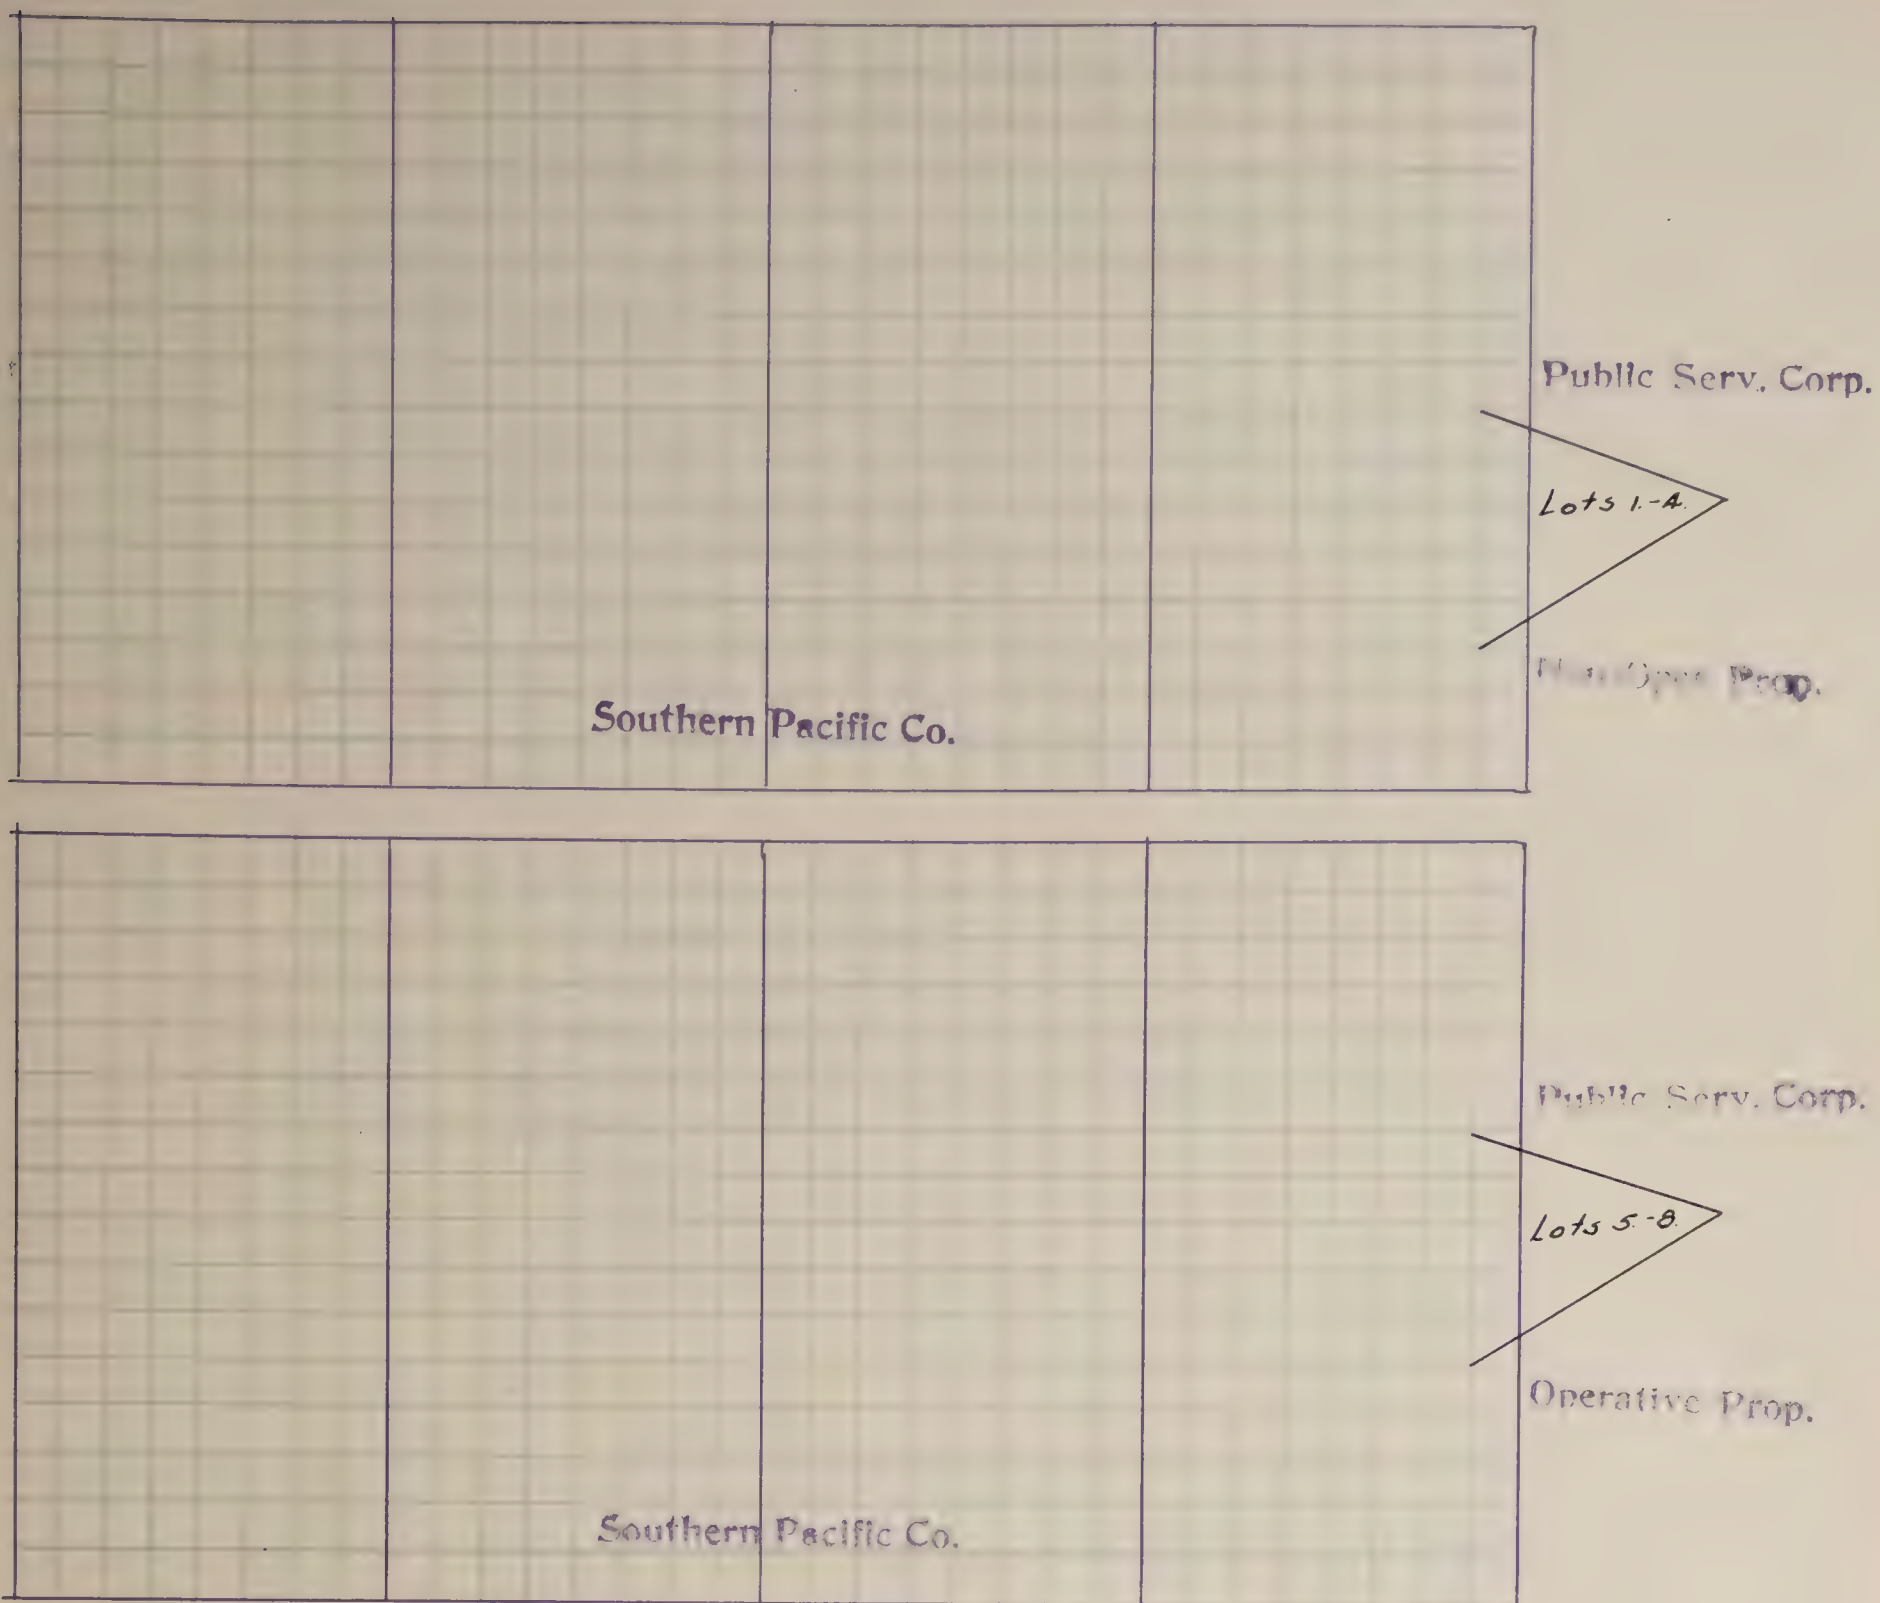 Public Serv. Corp.
Lots 1.-4.
Prop.
Southern Pacific Co.
Public Serv. Corp.
Lots 5.-8.
Operative Prop.
Southern Pacific Co.